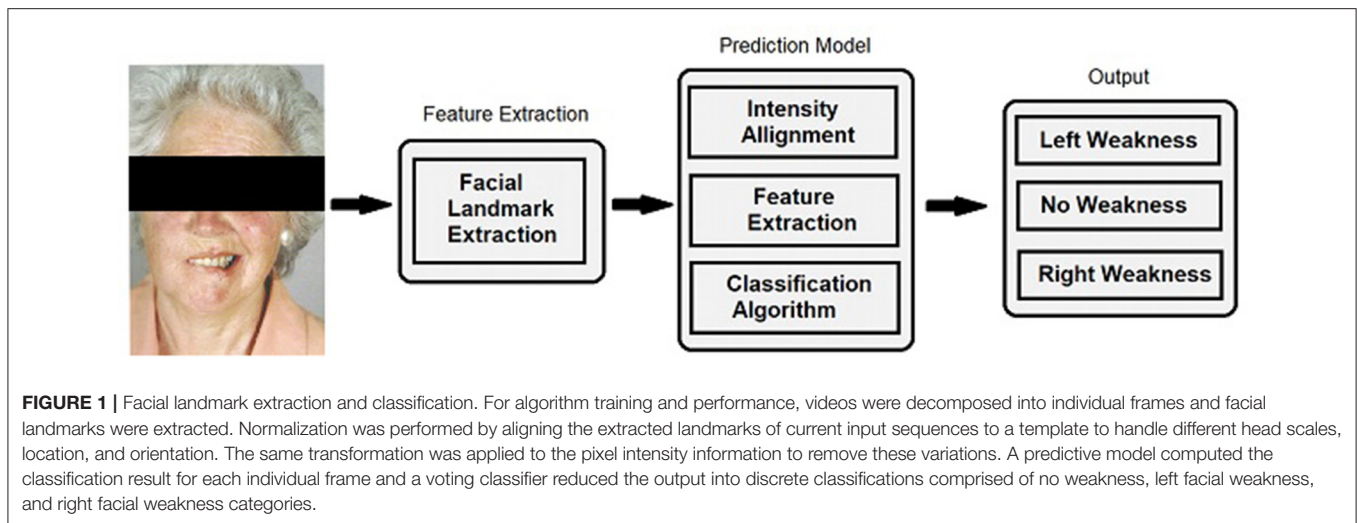 Prediction Model
Output
Feature Extraction
Facial
Landmark
Extraction
Intensity
Allignment
Feature
Extraction
Classification
Algorithm
Left Weakness
No Weakness
Right Weakness
FIGURE 1 | Facial landmark extraction and classification. For algorithm training and performance, videos were decomposed into individual frames and facial
landmarks were extracted. Normalization was performed by aligning the extracted landmarks of current input sequences to a template to handle different head scales,
location, and orientation. The same transformation was applied to the pixel intensity information to remove these variations. A predictive model computed the
classification result for each individual frame and a voting classifier reduced the output into discrete classifications comprised of no weakness, left facial weakness,
and right facial weakness categories.